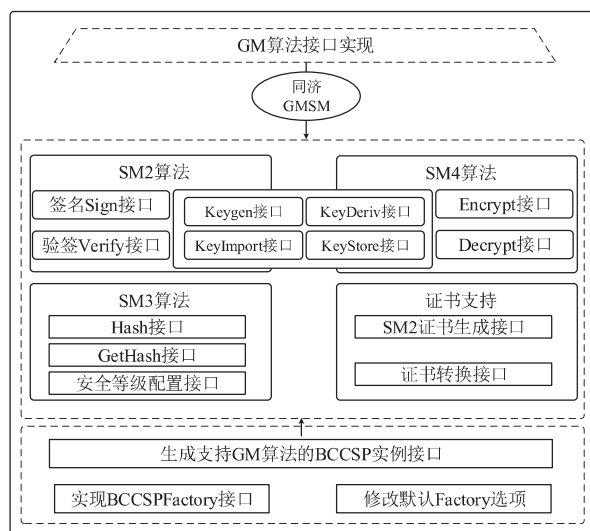 GM算法接口实现
同济
GMSM
SM2算法
SM4算法
签名Sign接口
验签Verify接口
Keygen接口
KeyDeriv接口
KeyImport接口
KeyStore接口
Encrypt接口
Decrypt接口
SM3算法
Hash接口
GetHash接口
安全等级配置接口
证书支持
SM2证书生成接口
证书转换接口
生成支持GM算法的BCCSP实例接口
实现BCCSPFactory接口
修改默认Factory选项